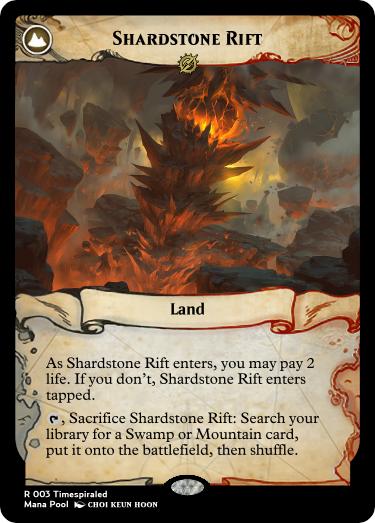 SHARDSTONE RIFT
Land
As Shardstone Rift enters, you may pay 2
life. If you don't, Shardstone Rift enters
tapped.
, Sacrifice Shardstone Rift: Search your
library for a Swamp or Mountain card,
put it onto the battlefield, then shuffle.
R 003 Timespiraled
Mana Pool CHOI KEUN HOON